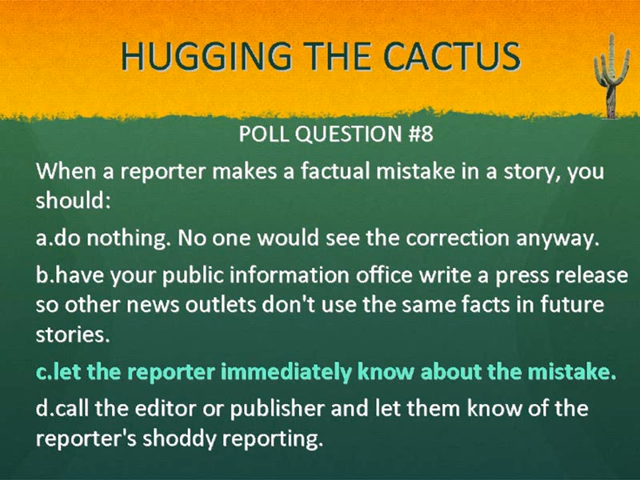 HUGGING THE CACTUS
POLL QUESTION #8
When a reporter makes a factual mistake in a story, you
should:
a.do nothing. No one would see the correction anyway.
b.have your public information office write a press release
so other news outlets don't use the same facts in future
stories.
c.let the reporter immediately know about the mistake.
d.call the editor or publisher and let them know of the
reporter's shoddy reporting.